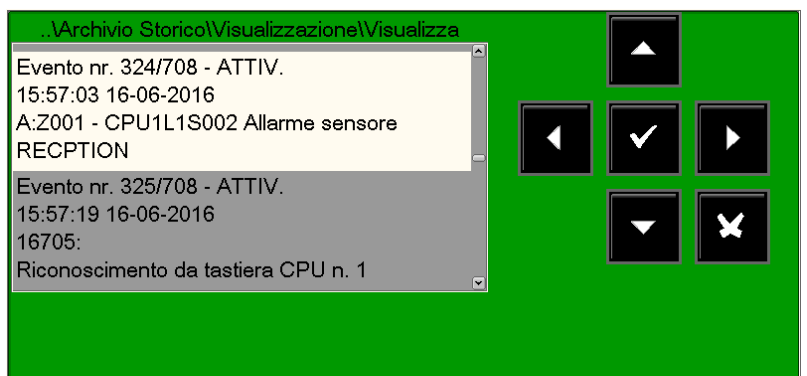 ..\Archivio Storico\Visualizzazione\Visualizza
Evento nr. 324/708 - ATTIV.
15:57:03 16-06-2016
A:Z001 - CPU1L1S002 Allarme sensore
RECPTION
Evento nr. 325/708 - ATTIV.
15:57:19 16-06-2016
16705:
Riconoscimento da tastiera CPU n. 1